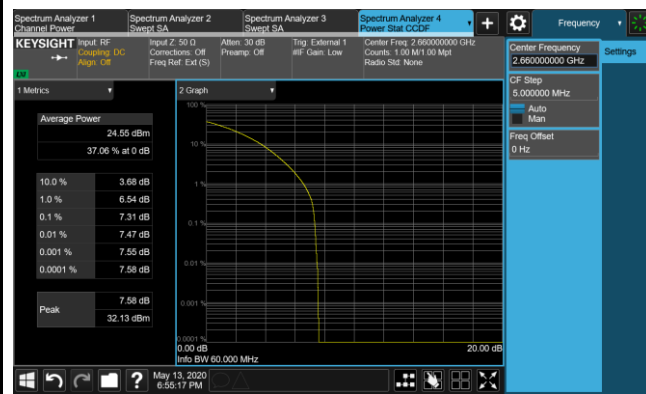 Spectrum Analyzer 1
Channel Power
Spectrum Analyzer 2
Swept SA
Spectrum Analyzer 3
Swept SA
Spectrum Analyzer 4
Power Stat CCDF
Frequency
KEYSIGHT
Input: RF
Coupling: DC
Align: Off
Input Z: 50 Ω
Corrections: Off
Freq Ref: Ext (S)
Atten: 30 dB
Preamp: Off
Trig: External 1
#IF Gain: Low
Center Freq: 2.660000000 GHz
Counts: 1.00 M/1.00 Mpt
Radio Std: None
LXI
Center Frequency
2.660000000 GHz
Settings
CF Step
5.000000 MHz
Auto
Man
Freq Offset
0 Hz
1 Metrics
Average Power
24.55 dBm
37.06 % at 0 dB
10.0 % 3.68 dB
1.0 % 6.54 dB
0.1 % 7.31 dB
0.01 % 7.47 dB
0.001 % 7.55 dB
0.0001 % 7.58 dB
Peak
7.58 dB
32.13 dBm
2 Graph
100 %
10 %
1 %
0.1 %
0.01 %
0.001 %
0.0001 %
0.00 dB
20.00 dB
Info BW 60.000 MHz
?
May 13, 2020
6:55:17 PM